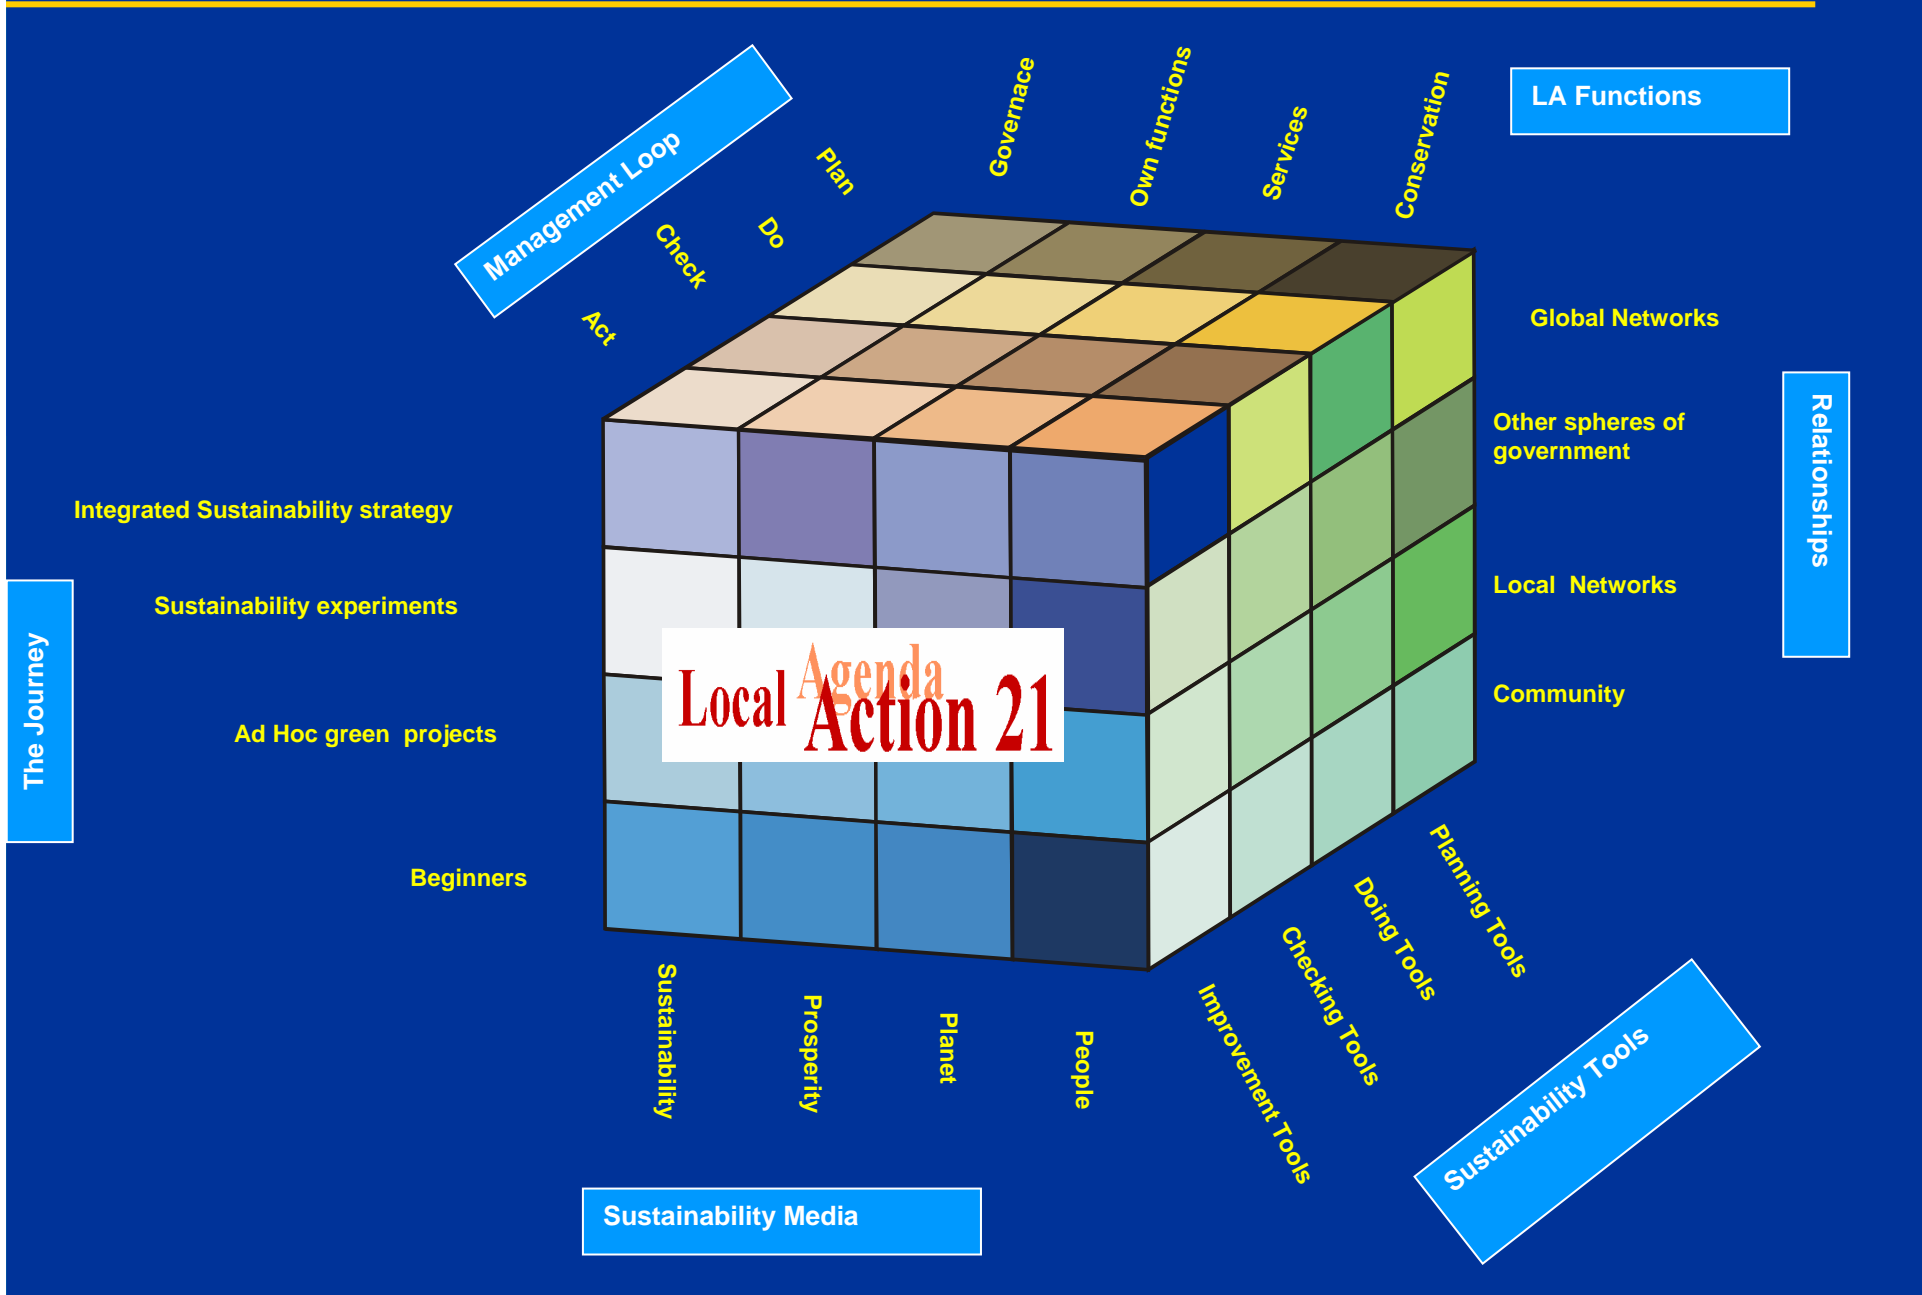 LA Functions
Management Loop
Governace
Own functions
Services
Conservation
Plan
Do
Check
Act
Global Networks
Other spheres of
government
Local  Networks
Community
Relationships
Integrated Sustainability strategy
Sustainability experiments
Ad Hoc green  projects
Beginners
The Journey
Agenda
Local Action 21
Sustainability
Prosperity
Planet
People
Improvement Tools
Checking Tools
Doing Tools
Planning Tools
Sustainability Tools
Sustainability Media